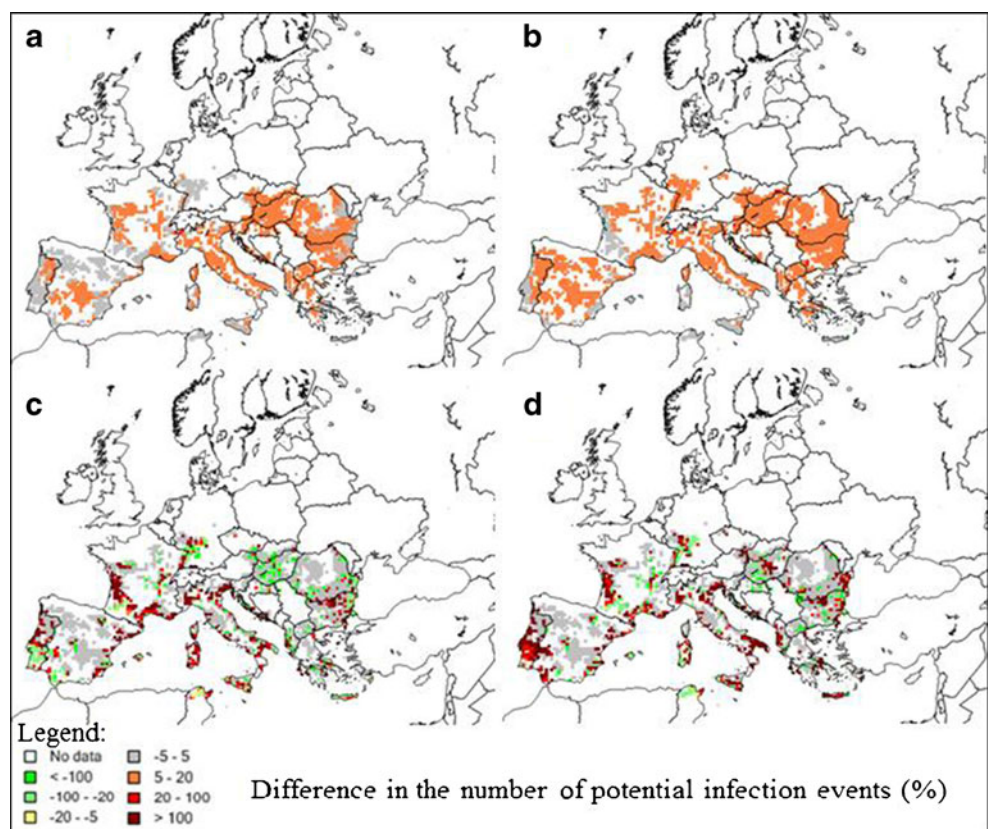 a
b
c
d
Legend:
No data
< -100
-100 - -20
-20 - -5
-5 - 5
5 - 20
20 - 100
> 100
Difference in the number of potential infection events (%)